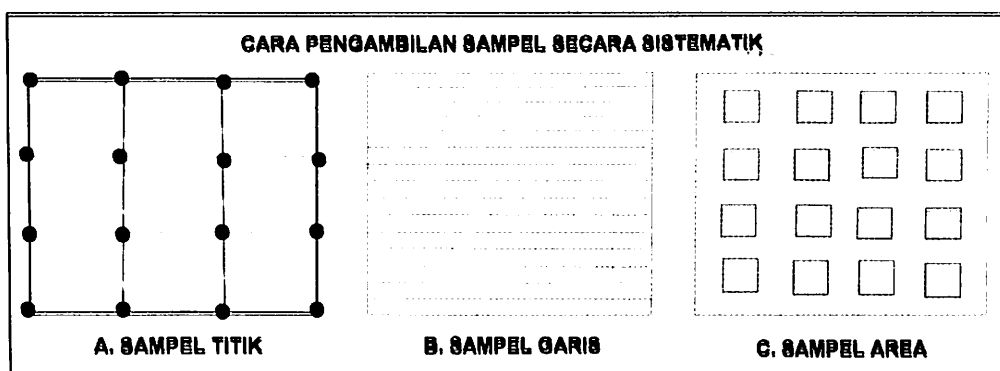 CARA PENGAMBILAN SAMPEL SECARA SISTEMATIK
A. SAMPEL TITIK
B. SAMPEL GARIS
C. SAMPEL AREA